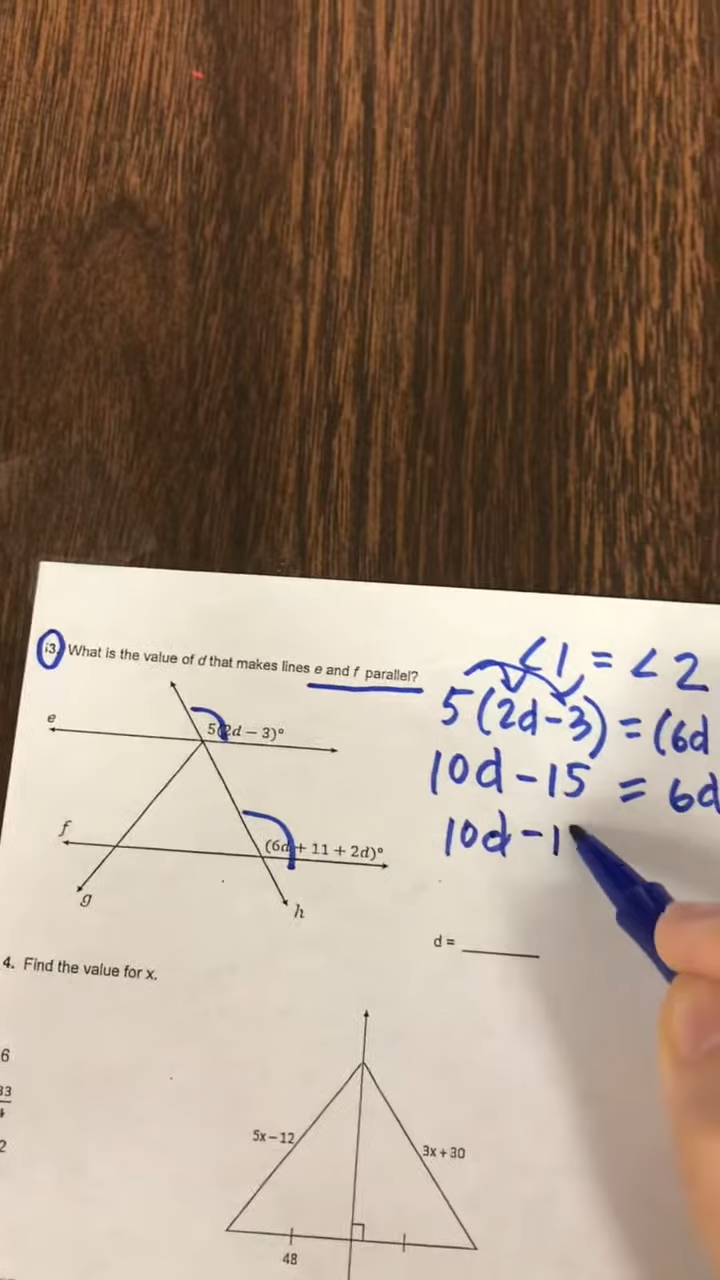 13. What is the value of d that makes lines e and f parallel?
∠1 = ∠2
5(2d-3) = (6d
10d-15 = 6d
10d-1
e
5(2d − 3)°
f
(6d + 11 + 2d)°
g
h
d = ______
4. Find the value for x.
6
33
2
5x−12
3x+30
48